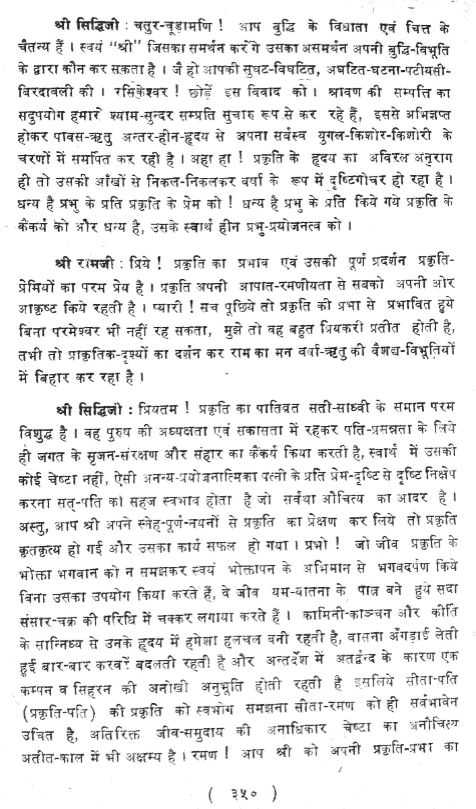 श्री सिद्धिजी : चतुर-चूड़ामणि ! आप बुद्धि के विधाता एवं चित्त के
चैतन्य हैं । स्वयं “श्री” जिसका समर्थन करेंगे उसका असमर्थन अपनी बुद्धि-विभूति
के द्वारा कौन कर सकता है । जै हो आपकी सुघट-विघटित, अघटित-घटना-पटीयसी-
विरदावली की । रसिकेश्वर ! छोड़ें इस विवाद को । श्रावण की सम्पत्ति का
सदुपयोग हमारे श्याम-सुन्दर सम्प्रति सुचारु रूप से कर रहे हैं, इससे अभिज्ञप्त
होकर पावस-ऋतु अन्तर-हीन-हृदय से अपना सर्वस्व युगल-किशोर-किशोरी के
चरणों में समर्पित कर रही है । अहा हा ! प्रकृति के हृदय का अविरल अनुराग
ही तो उसकी आँखों से निकल-निकलकर वर्षा के रूप में दृष्टिगोचर हो रहा है ।
धन्य है प्रभु के प्रति प्रकृति के प्रेम को ! धन्य है प्रभु के प्रति किये गये प्रकृति के
कैंकर्य को और धन्य है, उसके स्वार्थ हीन प्रभु-प्रयोजनत्व को ।
श्री रामजी : प्रिये ! प्रकृति का प्रभाव एवं उसकी पूर्ण प्रदर्शन प्रकृति-
प्रेमियों का परम प्रेय है । प्रकृति अपनी आपात-रमणीयता से सबको अपनी ओर
आकृष्ट किये रहती है । प्यारी ! सच पूछिये तो प्रकृति की प्रभा से प्रभावित हुये
बिना परमेश्वर भी नहीं रह सकता, मुझे तो वह बहुत प्रियकरी प्रतीत होती है,
तभी तो प्राकृतिक-दृश्यों का दर्शन कर राम का मन वर्षा-ऋतु की वैशद्य-विभूतियों
में बिहार कर रहा है ।
श्री सिद्धिजी : प्रियतम ! प्रकृति का पातिव्रत सती-साध्वी के समान परम
विशुद्ध है । वह पुरुष की अध्यक्षता एवं सकासता में रहकर पति-प्रसन्नता के लिये
ही जगत के सृजन-संरक्षण और संहार का कैंकर्य किया करती है, स्वार्थ में उसकी
कोई चेष्टा नहीं, ऐसी अनन्य-प्रयोजनात्मिका पत्नी के प्रति प्रेम-दृष्टि से दृष्टि निक्षेप
करना सत्-पति को सहज स्वभाव होता है जो सर्वथा औचित्य का आदर है ।
अस्तु, आप श्री अपने स्नेह-पूर्ण-नयनों से प्रकृति का प्रेक्षण कर लिये तो प्रकृति
कृतकृत्य हो गई और उसका कार्य सफल हो गया । प्रभो ! जो जीव प्रकृति के
भोक्ता भगवान को न समझकर स्वयं भोक्तापन के अभिमान से भगवदर्पण किये
बिना उसका उपयोग किया करते हैं, वे जीव यम-यातना के पात्र बने हुये सदा
संसार-चक्र की परिधि में चक्कर लगाया करते हैं । कामिनी-काञ्चन और कीर्ति
के सान्निध्य से उनके हृदय में हमेशा हलचल बनी रहती है, वासना अँगड़ाई लेती
हुई बार-बार करवटें बदलती रहती है और अन्तर्देश में अतर्द्वन्द के कारण एक
कम्पन व सिहरन की अनोखी अनुभूति होती रहती है इसलिये सीता-पति
(प्रकृति-पति) की प्रकृति को स्वभोग समझना सीता-रमण को ही सर्वभावेन
उचित है, अतिरिक्त जीव-समुदाय की अनाधिकार चेष्टा का अनौचित्य
अतीत-काल में भी अक्षम्य है । रमण ! आप श्री को अपनी प्रकृति-प्रभा का
( ३५० )